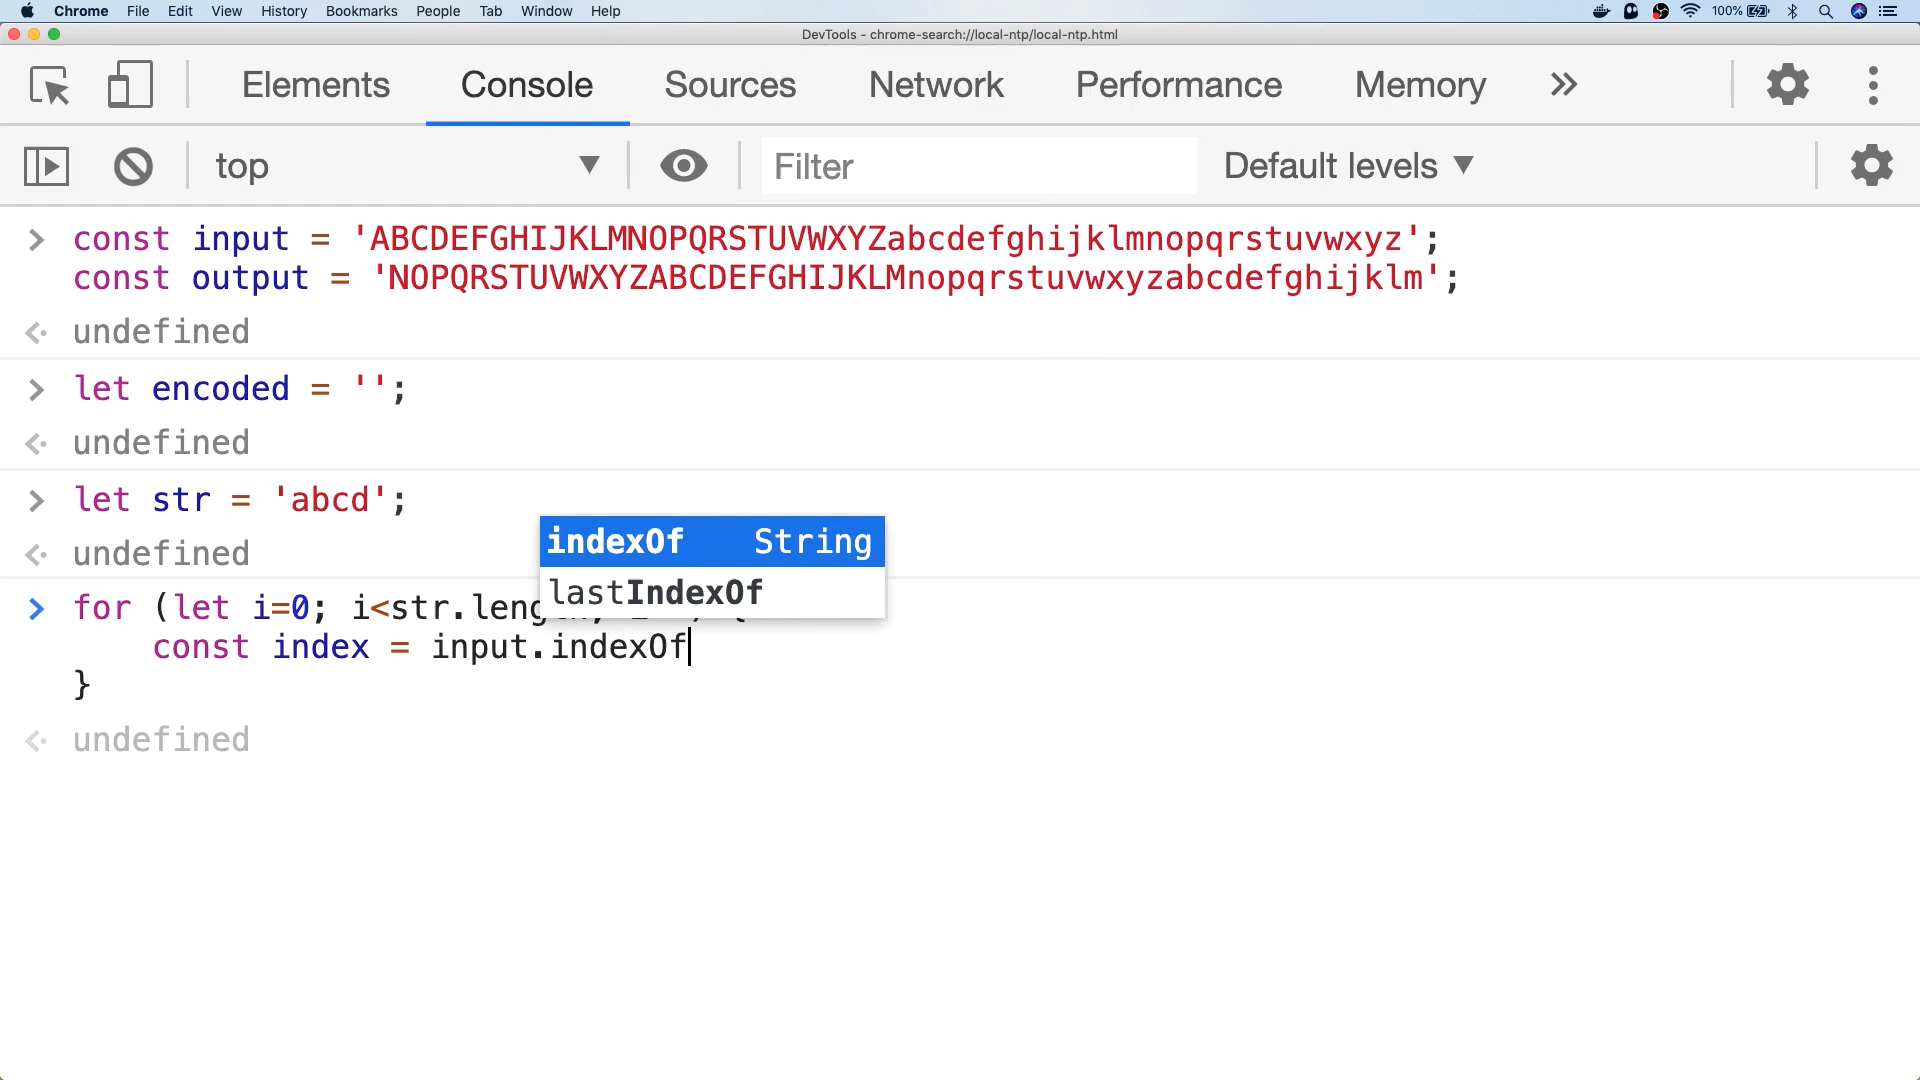 Chrome File Edit View History Bookmarks People Tab Window Help 100%
DevTools - chrome-search://local-ntp/local-ntp.html
Elements Console Sources Network Performance Memory »
top ▼ Filter Default levels ▼
> const input = 'ABCDEFGHIJKLMNOPQRSTUVWXYZabcdefghijklmnopqrstuvwxyz';
const output = 'NOPQRSTUVWXYZABCDEFGHIJKLMnopqrstuvwxyzabcdefghijklm';
undefined
> let encoded = '';
undefined
> let str = 'abcd';
indexOf String
undefined
lastIndexOf
> for (let i=0; i<str.leng
const index = input.indexOf
}
undefined